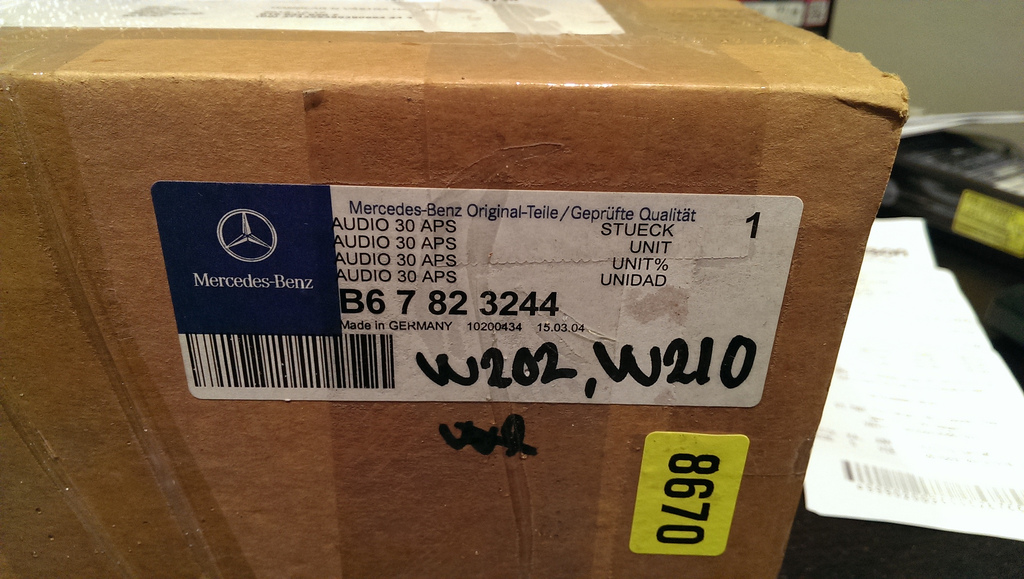 Mercedes-Benz
Mercedes-Benz Original-Teile/Geprüfte Qualität
1
AUDIO 30 APS STUECK
AUDIO 30 APS UNIT
AUDIO 30 APS UNIT%
AUDIO 30 APS UNIDAD
B6 7 82 3244
Made in GERMANY 10200434 15.03.04
W202, W210
8670